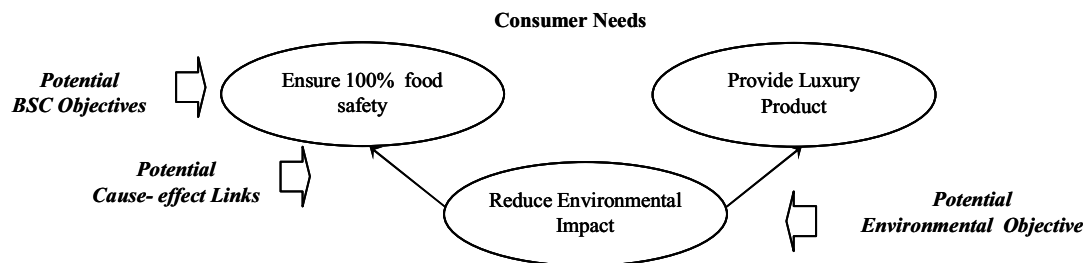 Consumer Needs
Potential
BSC Objectives
Ensure 100% food
safety
Provide Luxury
Product
Potential
Cause- effect Links
Reduce Environmental
Impact
Potential
Environmental Objective